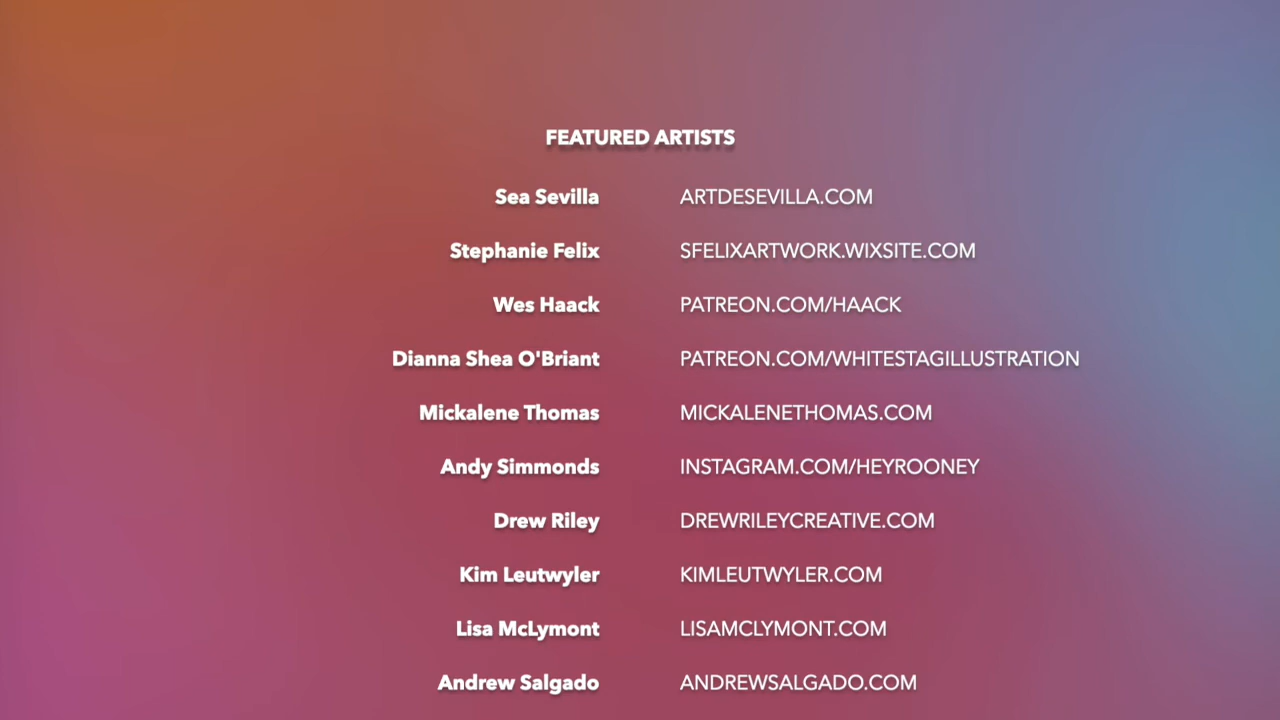 FEATURED ARTISTS
Sea Sevilla ARTDESEVILLA.COM
Stephanie Felix SFELIXARTWORK.WIXSITE.COM
Wes Haack PATREON.COM/HAACK
Dianna Shea O'Briant PATREON.COM/WHITESTAGILLUSTRATION
Mickalene Thomas MICKALENETHOMAS.COM
Andy Simmonds INSTAGRAM.COM/HEYROONEY
Drew Riley DREWRILEYCREATIVE.COM
Kim Leutwyler KIMLEUTWYLER.COM
Lisa McLymont LISAMCLYMONT.COM
Andrew Salgado ANDREWSALGADO.COM